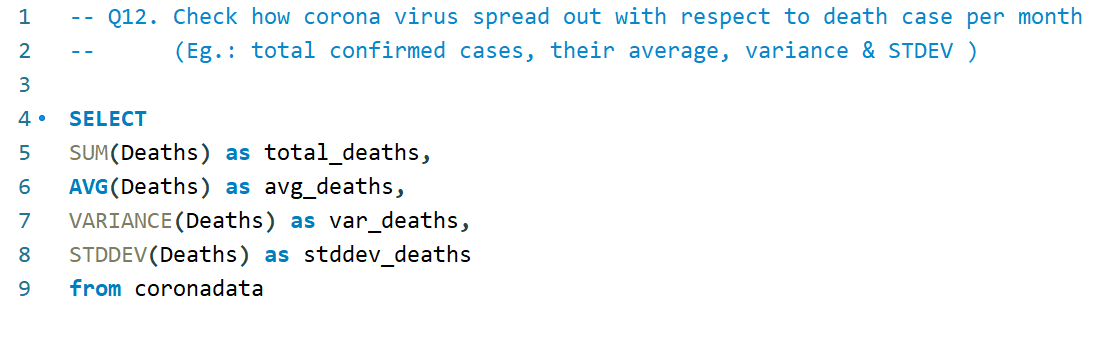 1 -- Q12. Check how corona virus spread out with respect to death case per month
2 --      (Eg.: total confirmed cases, their average, variance & STDEV )
3
4 • SELECT
5 SUM(Deaths) as total_deaths,
6 AVG(Deaths) as avg_deaths,
7 VARIANCE(Deaths) as var_deaths,
8 STDDEV(Deaths) as stddev_deaths
9 from coronadata